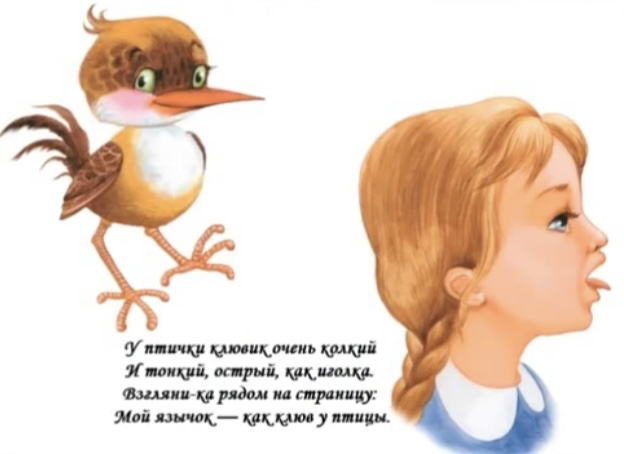 У птички клювик очень колкий
И тонкий, острый, как иголка.
Взгляни-ка рядом на страницу:
Мой язычок — как клюв у птицы.